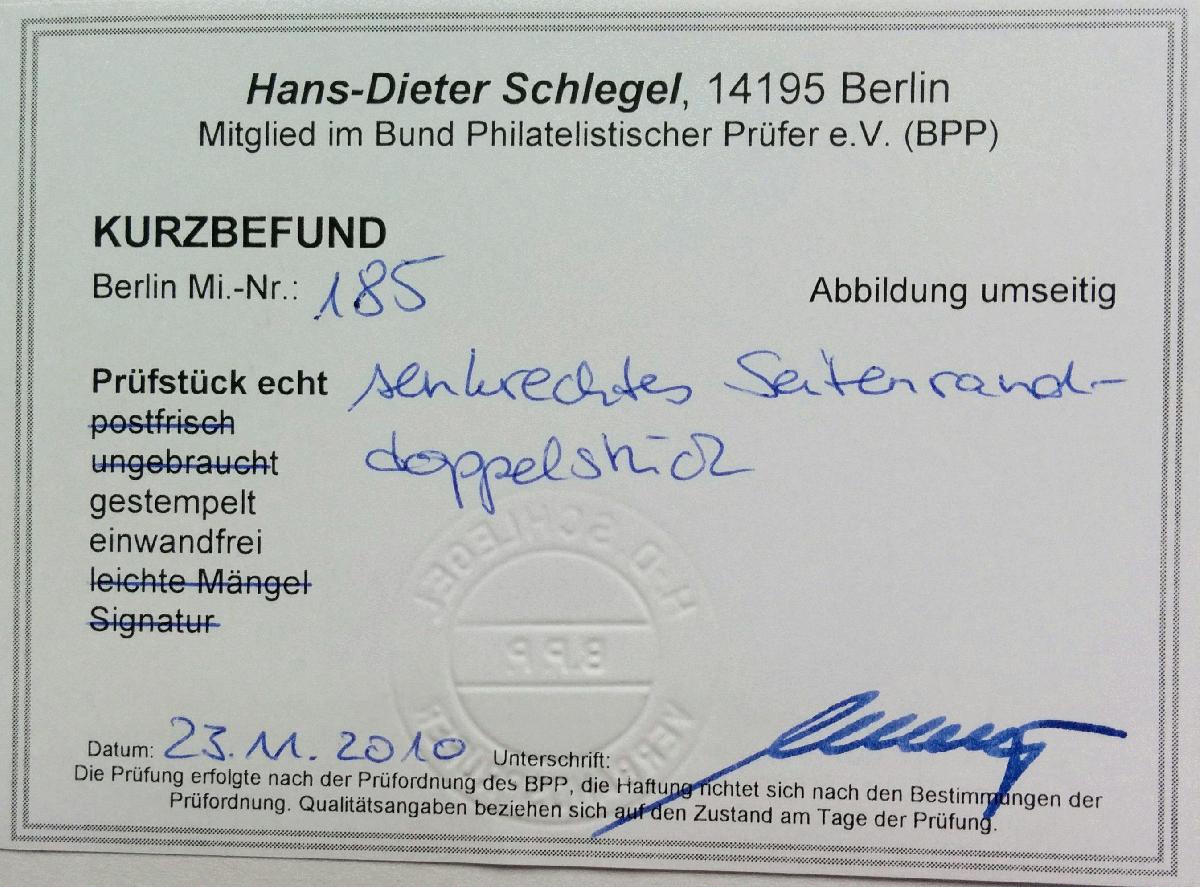 Hans-Dieter Schlegel, 14195 Berlin
Mitglied im Bund Philatelistischer Prüfer e.V. (BPP)
KURZBEFUND
Berlin Mi.-Nr.: 185
Abbildung umseitig
Prüfstück echt senkrechtes Seitenrand-
doppelstück
postfrisch
ungebraucht
gestempelt
einwandfrei
leichte Mängel
Signatur
H-D SCHLEGEL
B.P.P.
Datum: 23.11.2010 Unterschrift:
Die Prüfung erfolgte nach der Prüfordnung des BPP, die Haftung richtet sich nach den Bestimmungen der
Prüfordnung. Qualitätsangaben beziehen sich auf den Zustand am Tage der Prüfung.